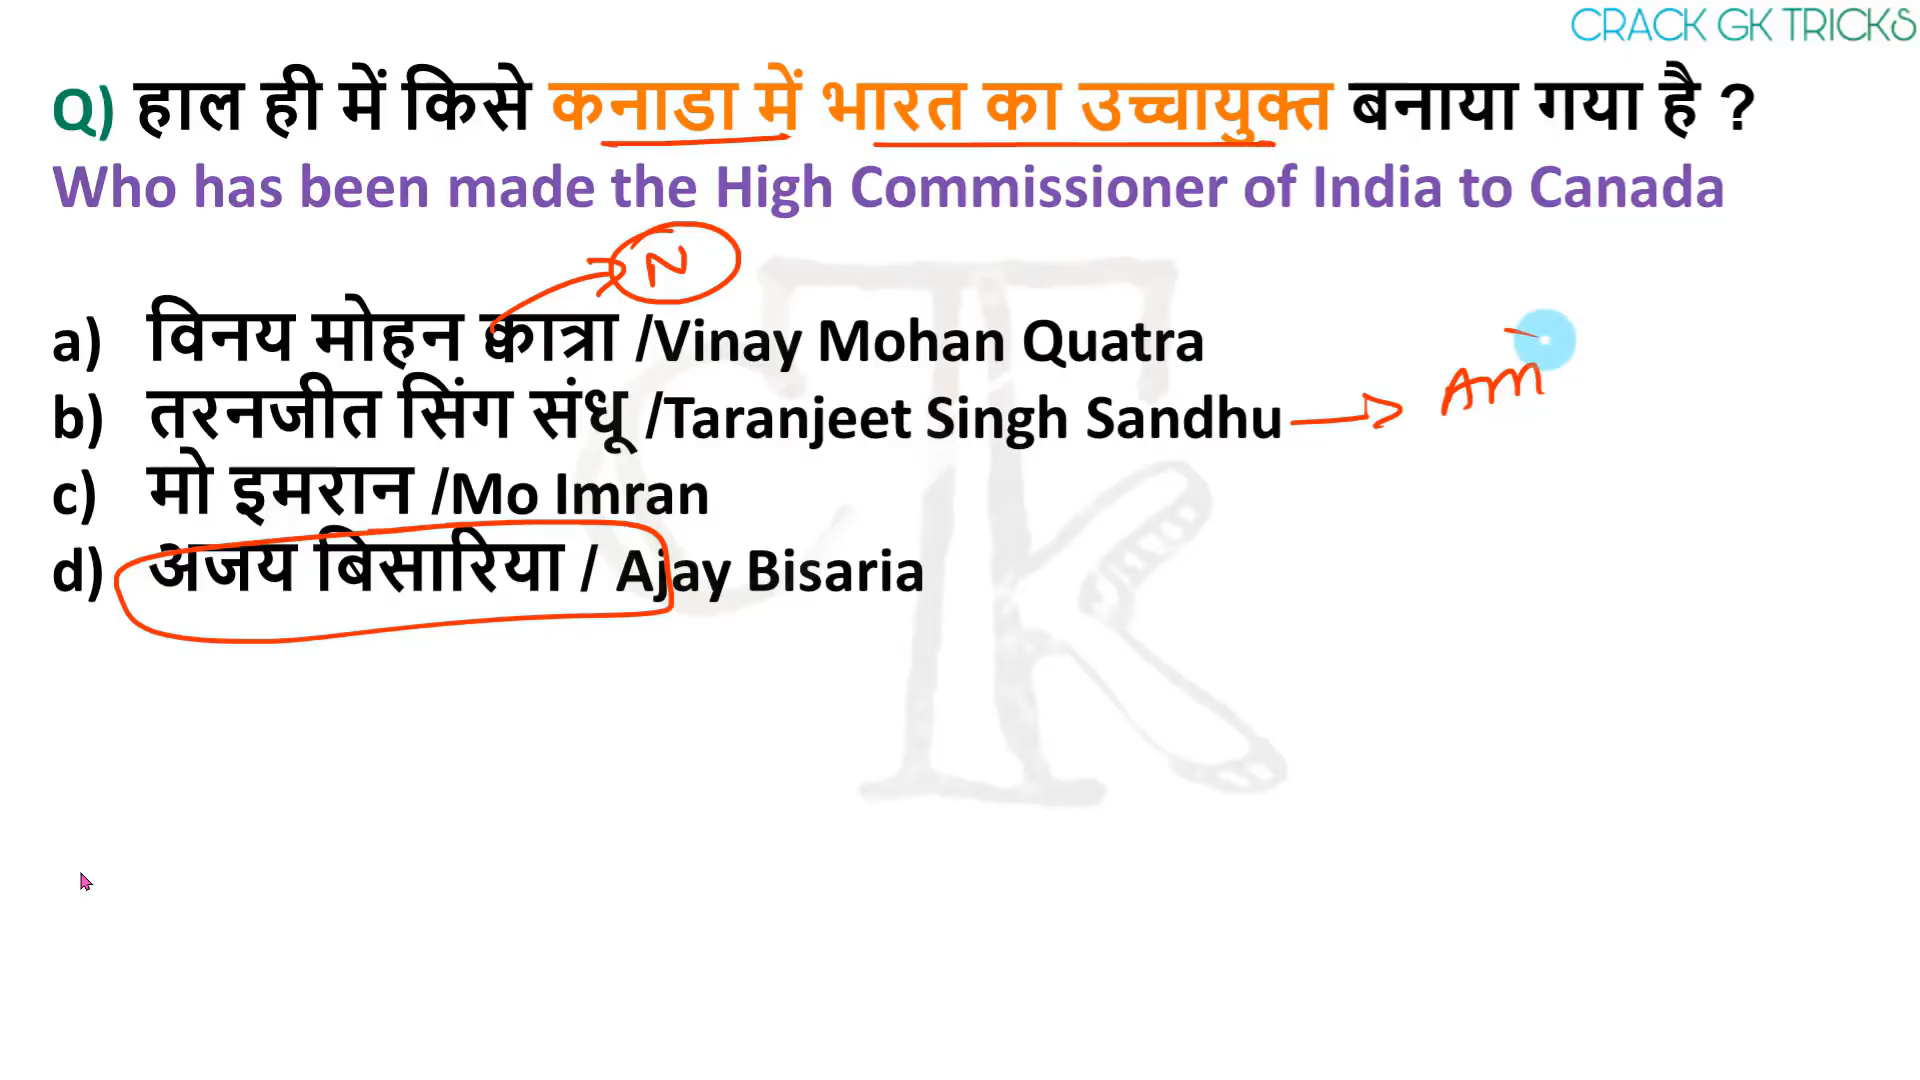 CRACK GK TRICKS
Q) हाल ही में किसे कनाडा में भारत का उच्चायुक्त बनाया गया है ?
Who has been made the High Commissioner of India to Canada
N
a) विनय मोहन क्वात्रा /Vinay Mohan Quatra
b) तरनजीत सिंग संधू /Taranjeet Singh Sandhu
Am
c) मो इमरान /Mo Imran
d) अजय बिसारिया / Ajay Bisaria